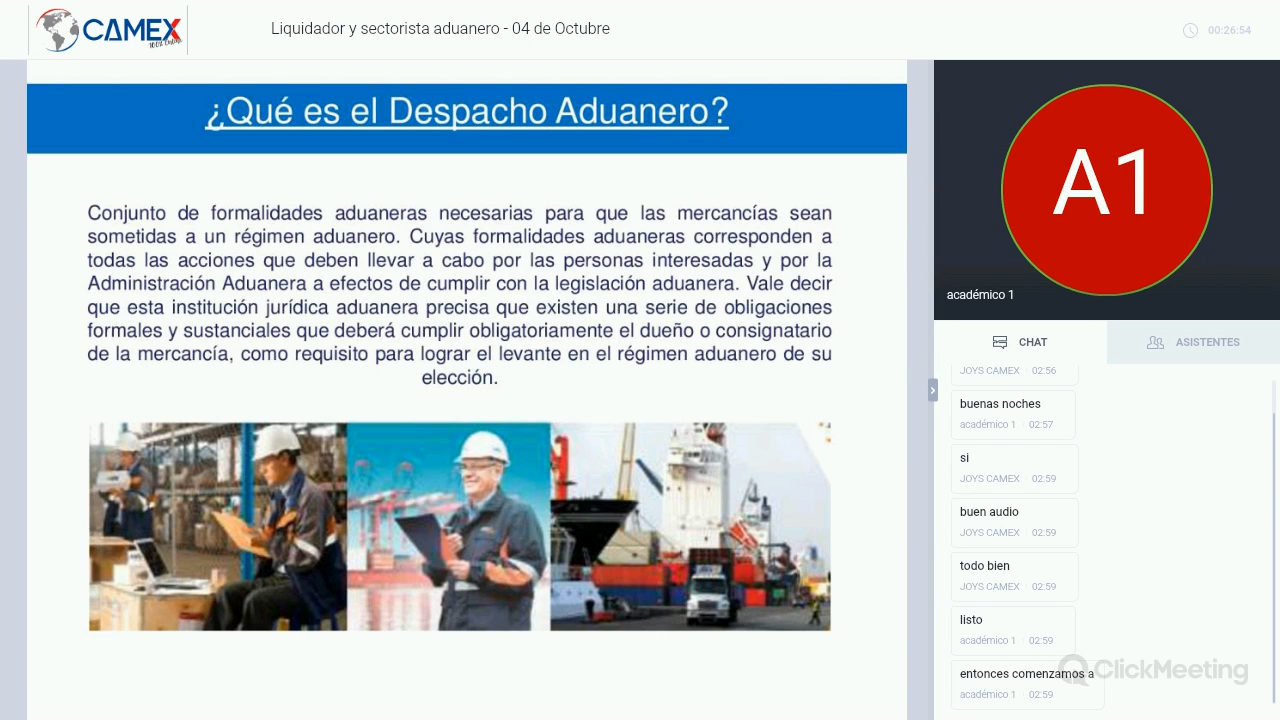 CAMEX
100% Online
Liquidador y sectorista aduanero - 04 de Octubre
00:26:54
¿Qué es el Despacho Aduanero?
Conjunto de formalidades aduaneras necesarias para que las mercancías sean
sometidas a un régimen aduanero. Cuyas formalidades aduaneras corresponden a
todas las acciones que deben llevar a cabo por las personas interesadas y por la
Administración Aduanera a efectos de cumplir con la legislación aduanera. Vale decir
que esta institución jurídica aduanera precisa que existen una serie de obligaciones
formales y sustanciales que deberá cumplir obligatoriamente el dueño o consignatario
de la mercancía, como requisito para lograr el levante en el régimen aduanero de su
elección.
A1
académico 1
CHAT
ASISTENTES
JOYS CAMEX 02:56
buenas noches
académico 1 02:57
si
JOYS CAMEX 02:59
buen audio
JOYS CAMEX 02:59
todo bien
JOYS CAMEX 02:59
listo
académico 1 02:59
entonces comenzamos a
académico 1 02:59
ClickMeeting